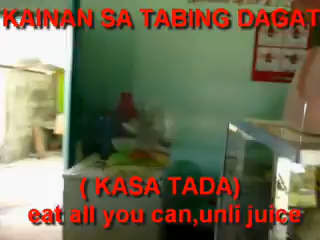 KAINAN SA TABING DAGAT
( KASA TADA)
eat all you can,unli juice